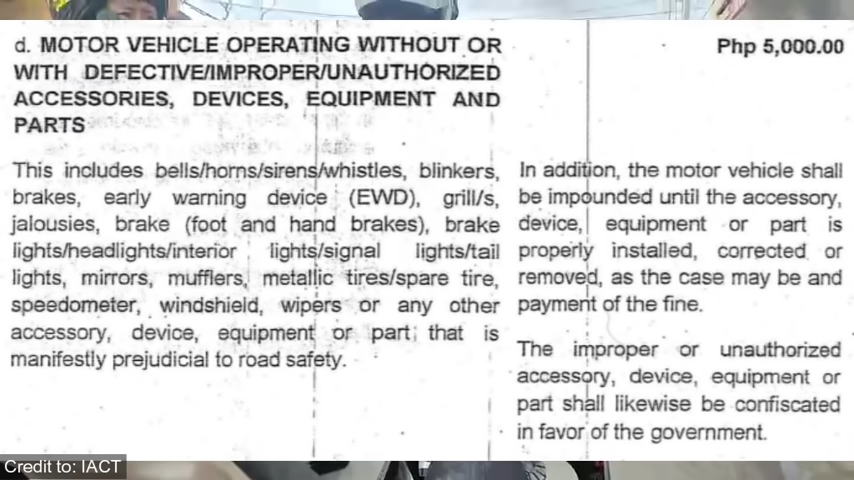 d. MOTOR VEHICLE OPERATING WITHOUT OR
WITH DEFECTIVE/IMPROPER/UNAUTHORIZED
ACCESSORIES, DEVICES, EQUIPMENT AND
PARTS
Php 5,000.00
This includes bells/horns/sirens/whistles, blinkers,
brakes, early warning device (EWD), grill/s,
jalousies, brake (foot and hand brakes), brake
lights/headlights/interior lights/signal lights/tail
lights, mirrors, mufflers, metallic tires/spare tire,
speedometer, windshield, wipers or any other
accessory, device, equipment or part that is
manifestly prejudicial to road safety.
In addition, the motor vehicle shall
be impounded until the accessory,
device, equipment or part is
properly installed, corrected or
removed, as the case may be and
payment of the fine.
The improper or unauthorized
accessory, device, equipment or
part shall likewise be confiscated
in favor of the government.
Credit to: IACT